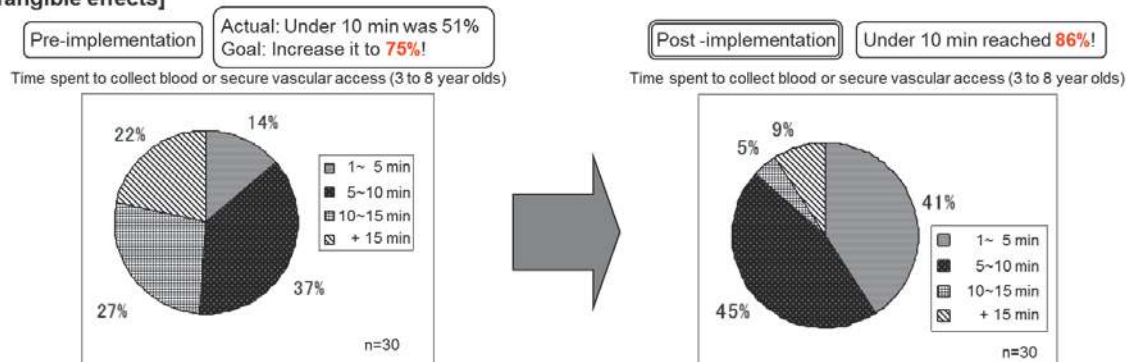 angible effects]
Pre-implementation
Actual: Under 10 min was 51%
Goal: Increase it to 75%!
Time spent to collect blood or secure vascular access (3 to 8 year olds)
22%
14%
27%
37%
1~ 5 min
5~10 min
10~15 min
+ 15 min
n=30
Post -implementation
Under 10 min reached 86%!
Time spent to collect blood or secure vascular access (3 to 8 year olds)
9%
5%
41%
45%
1~ 5 min
5~10 min
10~15 min
+ 15 min
n=30